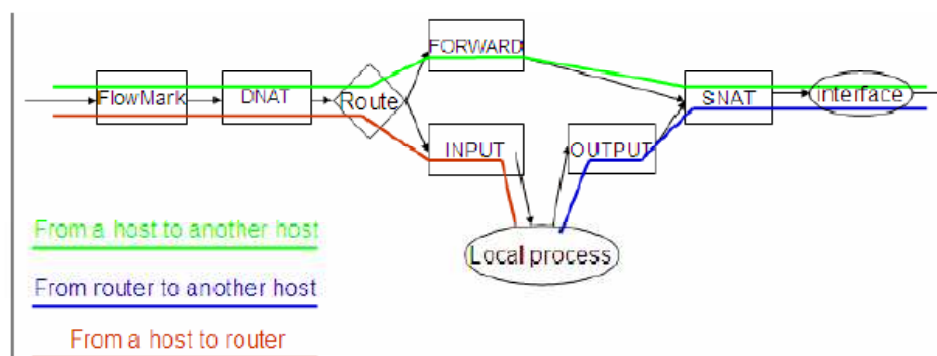 FORWARD
FlowMark
DNAT
Route
SNAT
interface
INPUT
OUTPUT
From a host to another host
Local process
From router to another host
From a host to router